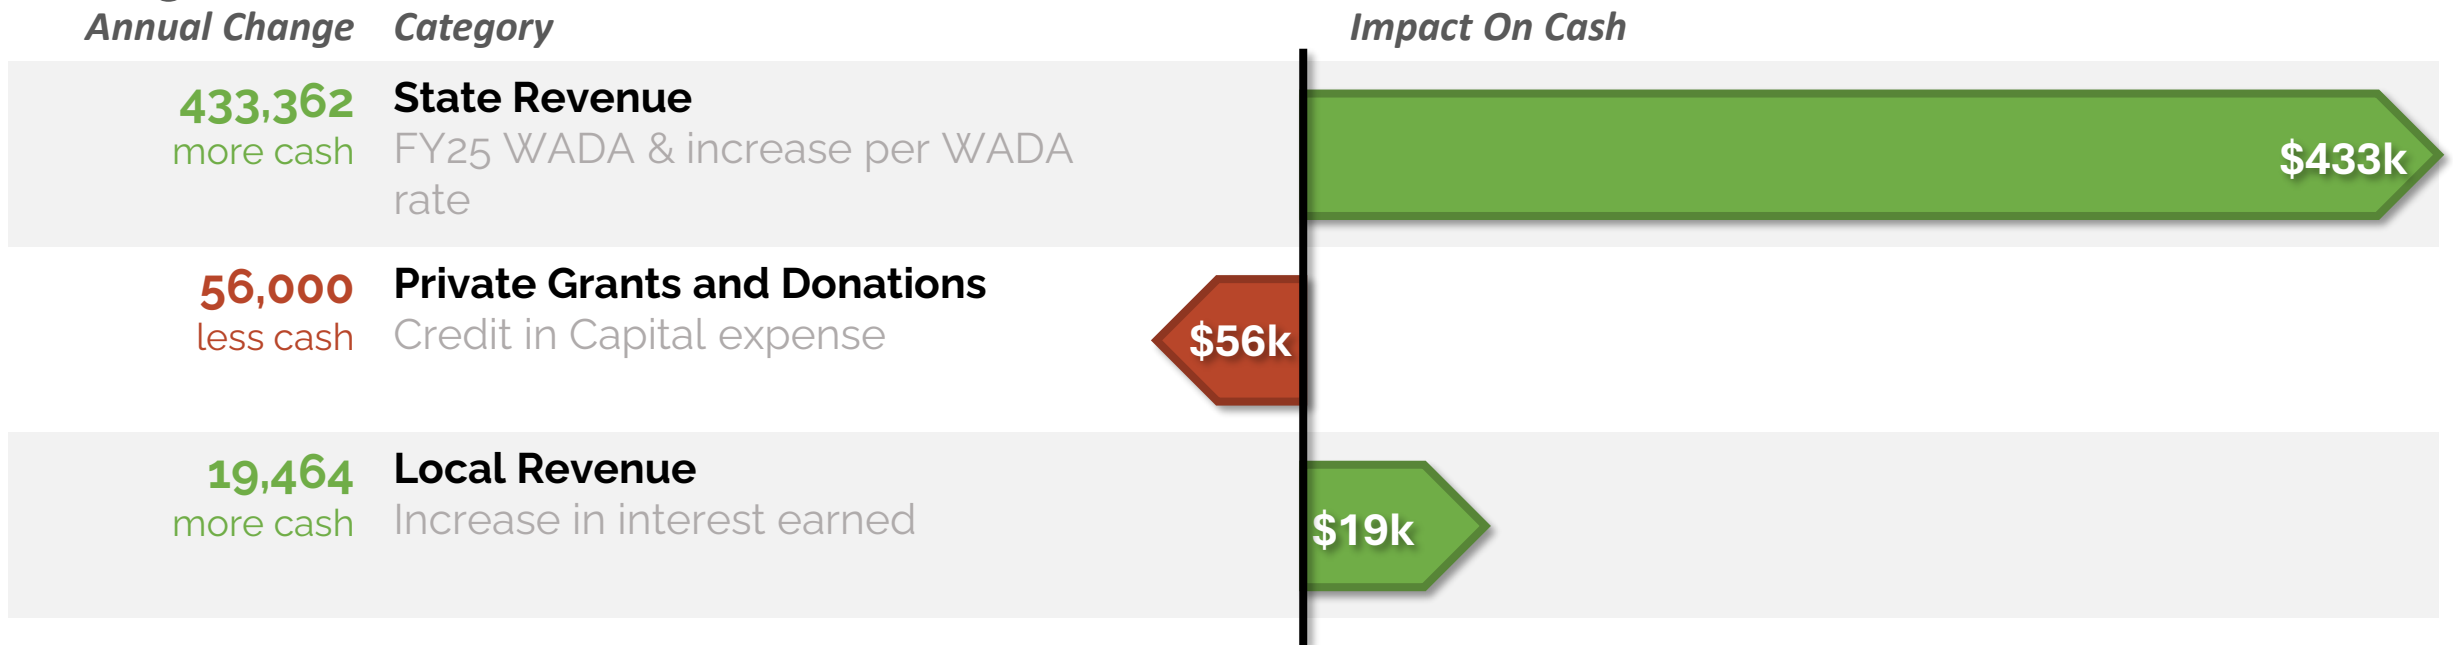 Annual Change Category Impact On Cash
433,362 State Revenue
more cash FY25 WADA & increase per WADA
rate
$433k
56,000 Private Grants and Donations
less cash Credit in Capital expense
$56k
19,464 Local Revenue
more cash Increase in interest earned
$19k